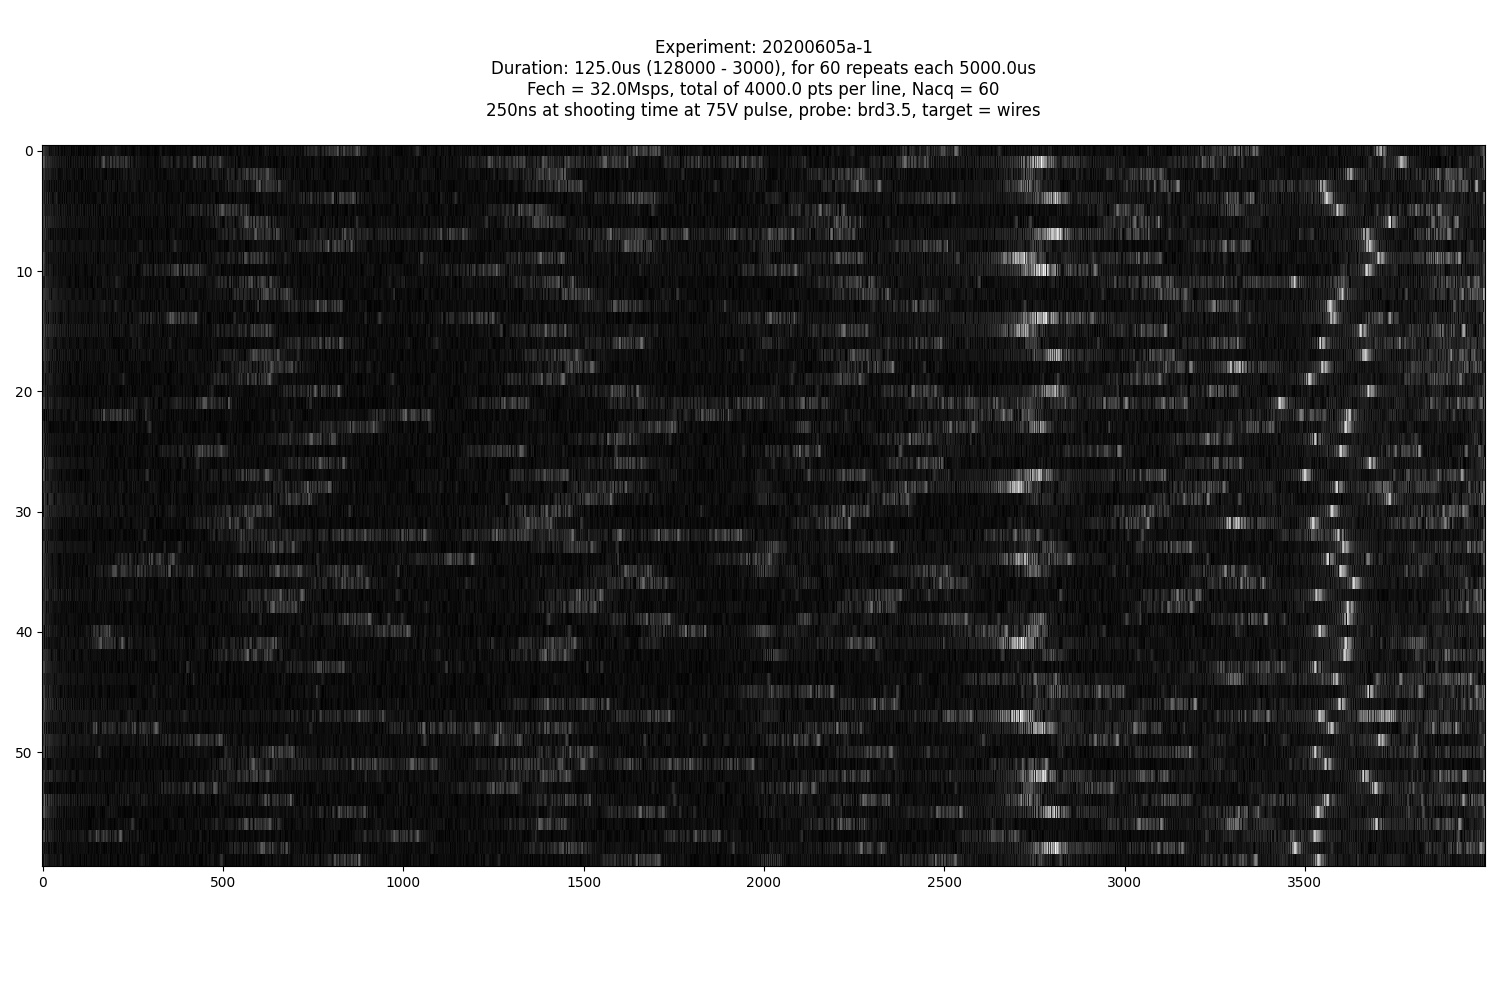 Experiment: 20200605a-1
Duration: 125.0us (128000 - 3000), for 60 repeats each 5000.0us
Fech = 32.0Msps, total of 4000.0 pts per line, Nacq = 60
250ns at shooting time at 75V pulse, probe: brd3.5, target = wires
0
10
20
30
40
50
0 500 1000 1500 2000 2500 3000 3500